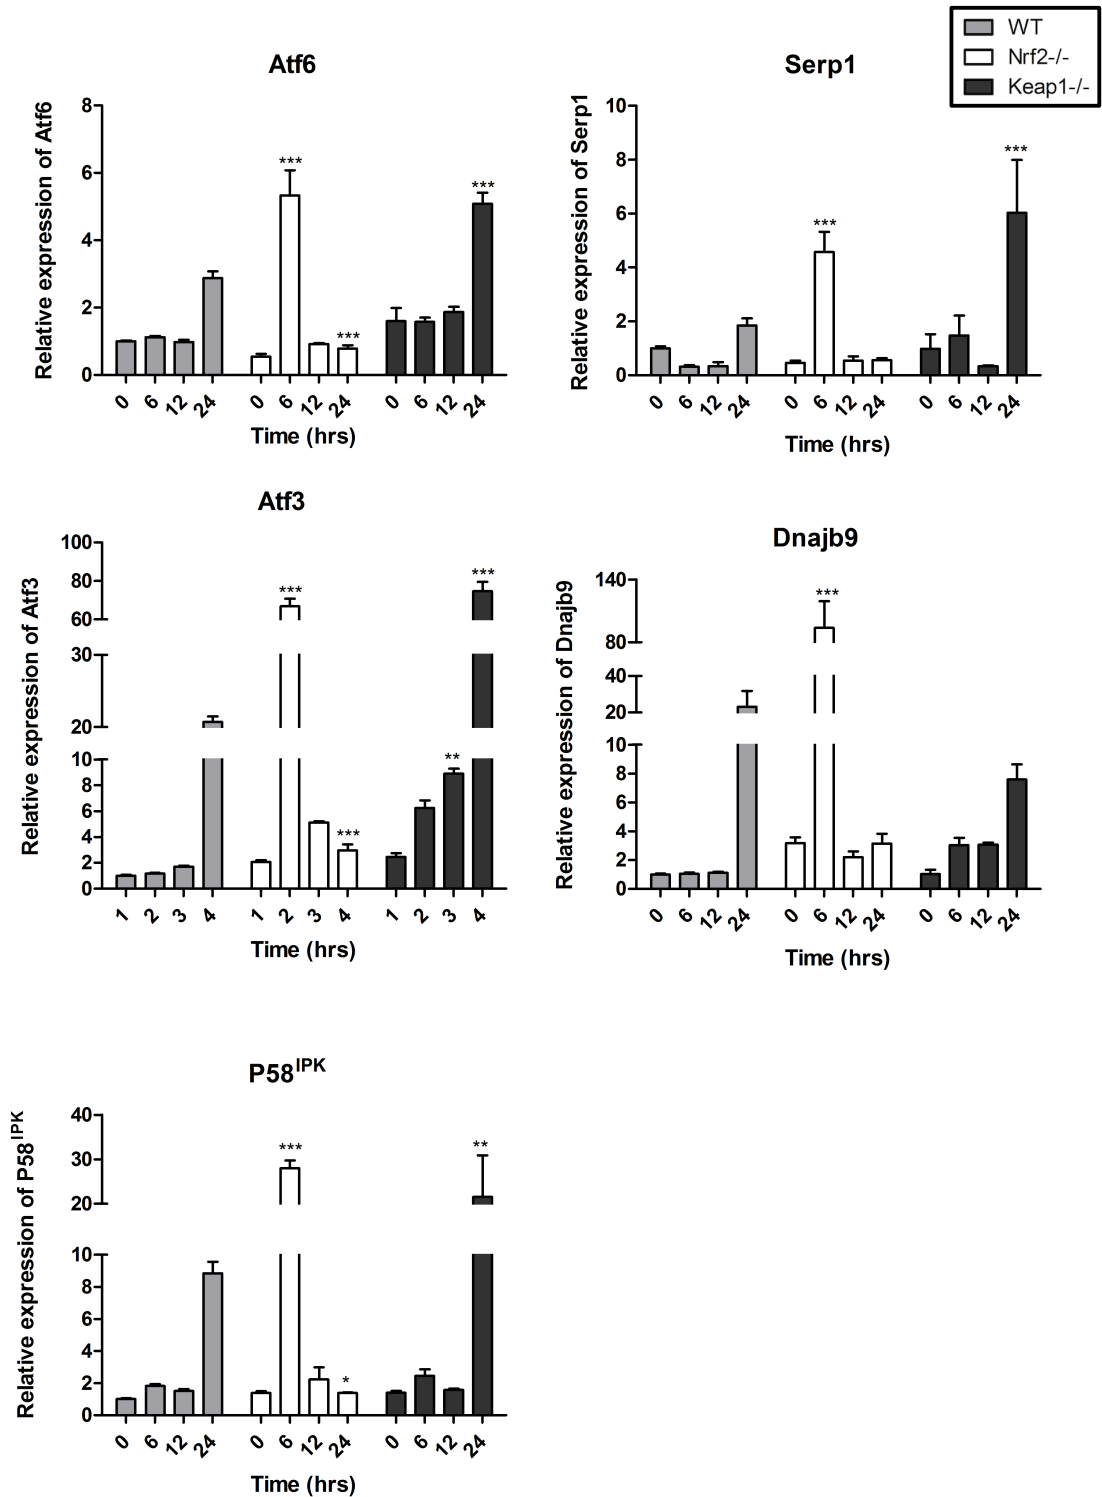 WT
Nrf2-/-
Keap1-/-
Atf6
Relative expression of Atf6
8
6
4
2
0
***
***
***
0 6 12 24 0 6 12 24 0 6 12 24
Time (hrs)
Serp1
Relative expression of Serp1
10
8
6
4
2
0
***
***
0 6 12 24 0 6 12 24 0 6 12 24
Time (hrs)
Atf3
Relative expression of Atf3
100
80
60
30
20
10
8
6
4
2
0
***
***
**
***
1 2 3 4 1 2 3 4 1 2 3 4
Time (hrs)
Dnajb9
Relative expression of Dnajb9
140
80
40
20
10
8
6
4
2
0
***
0 6 12 24 0 6 12 24 0 6 12 24
Time (hrs)
P58IPK
Relative expression of P58IPK
40
30
20
10
8
6
4
2
0
***
*
**
0 6 12 24 0 6 12 24 0 6 12 24
Time (hrs)